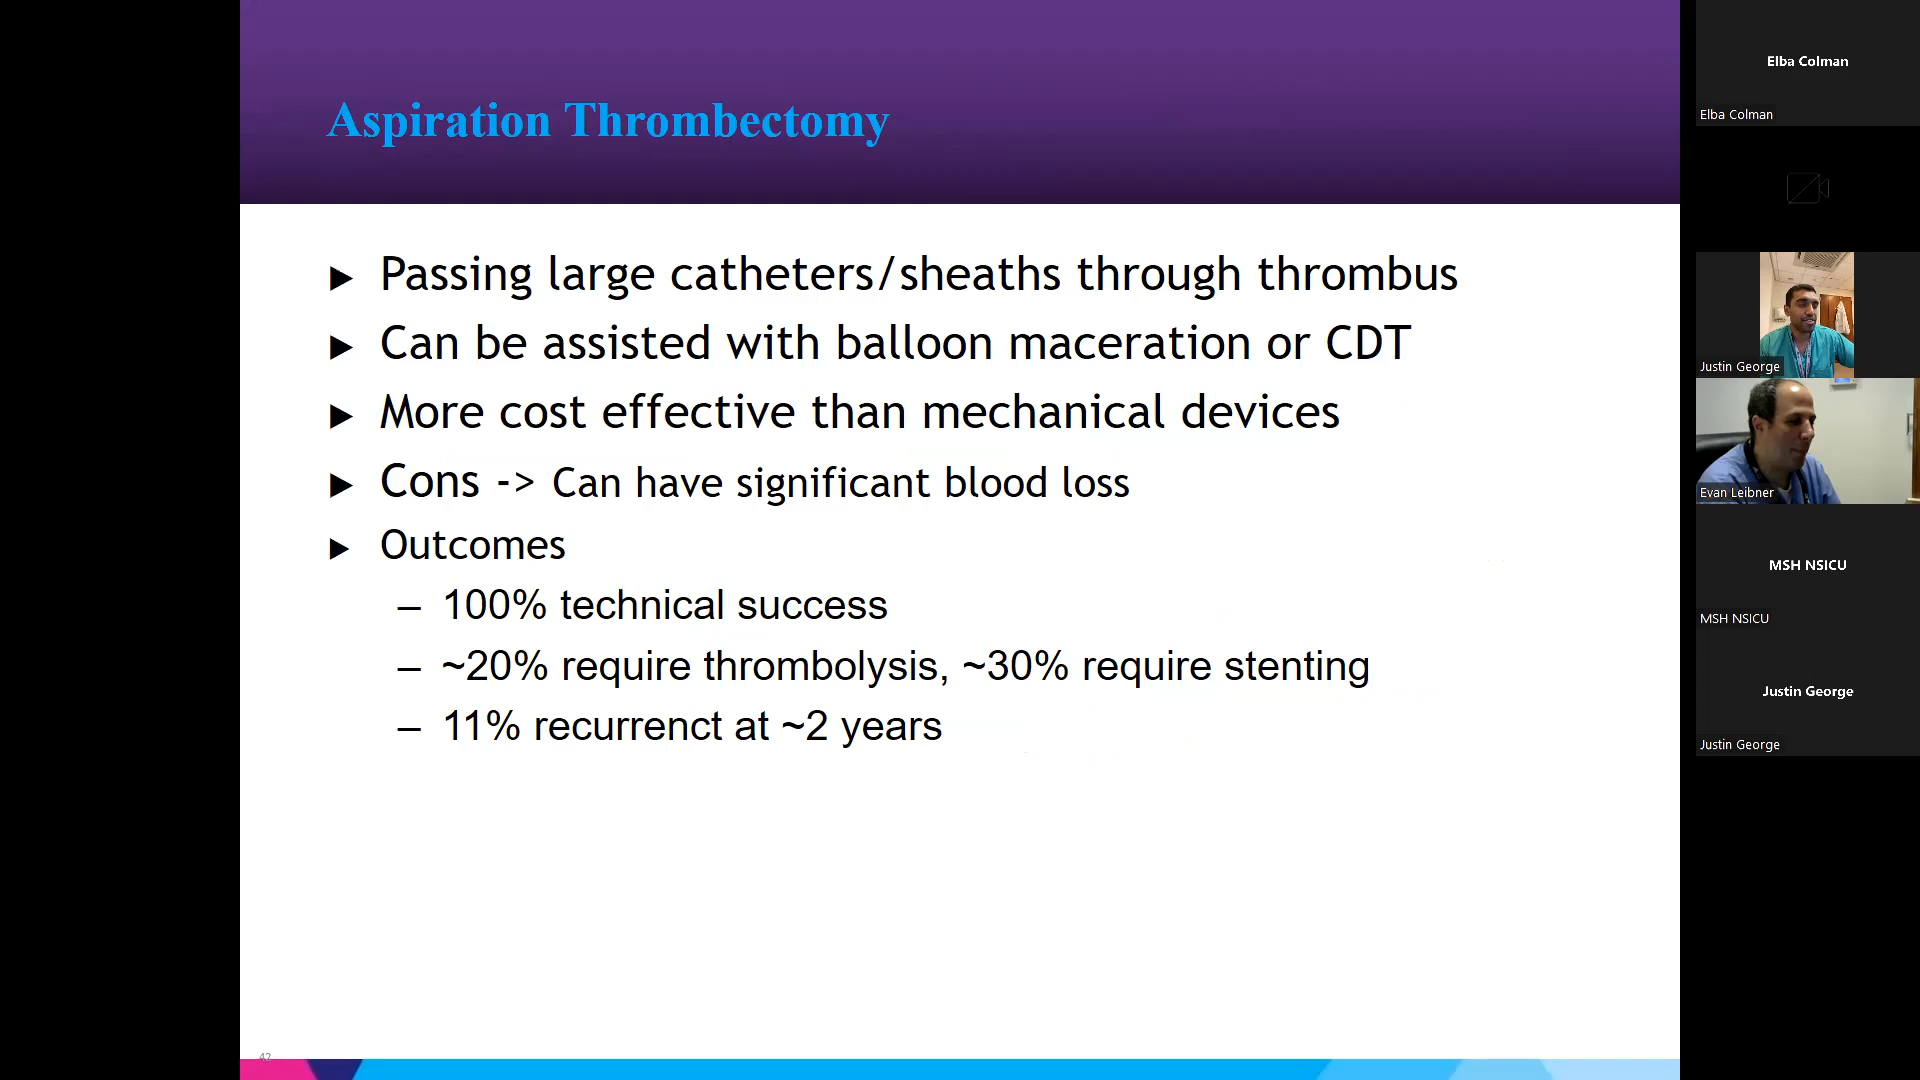 Aspiration Thrombectomy
Passing large catheters/sheaths through thrombus
Can be assisted with balloon maceration or CDT
More cost effective than mechanical devices
Cons -> Can have significant blood loss
Outcomes
– 100% technical success
– ~20% require thrombolysis, ~30% require stenting
– 11% recurrenct at ~2 years
42
Elba Colman
Elba Colman
Justin George
Evan Leibner
MSH NSICU
MSH NSICU
Justin George
Justin George